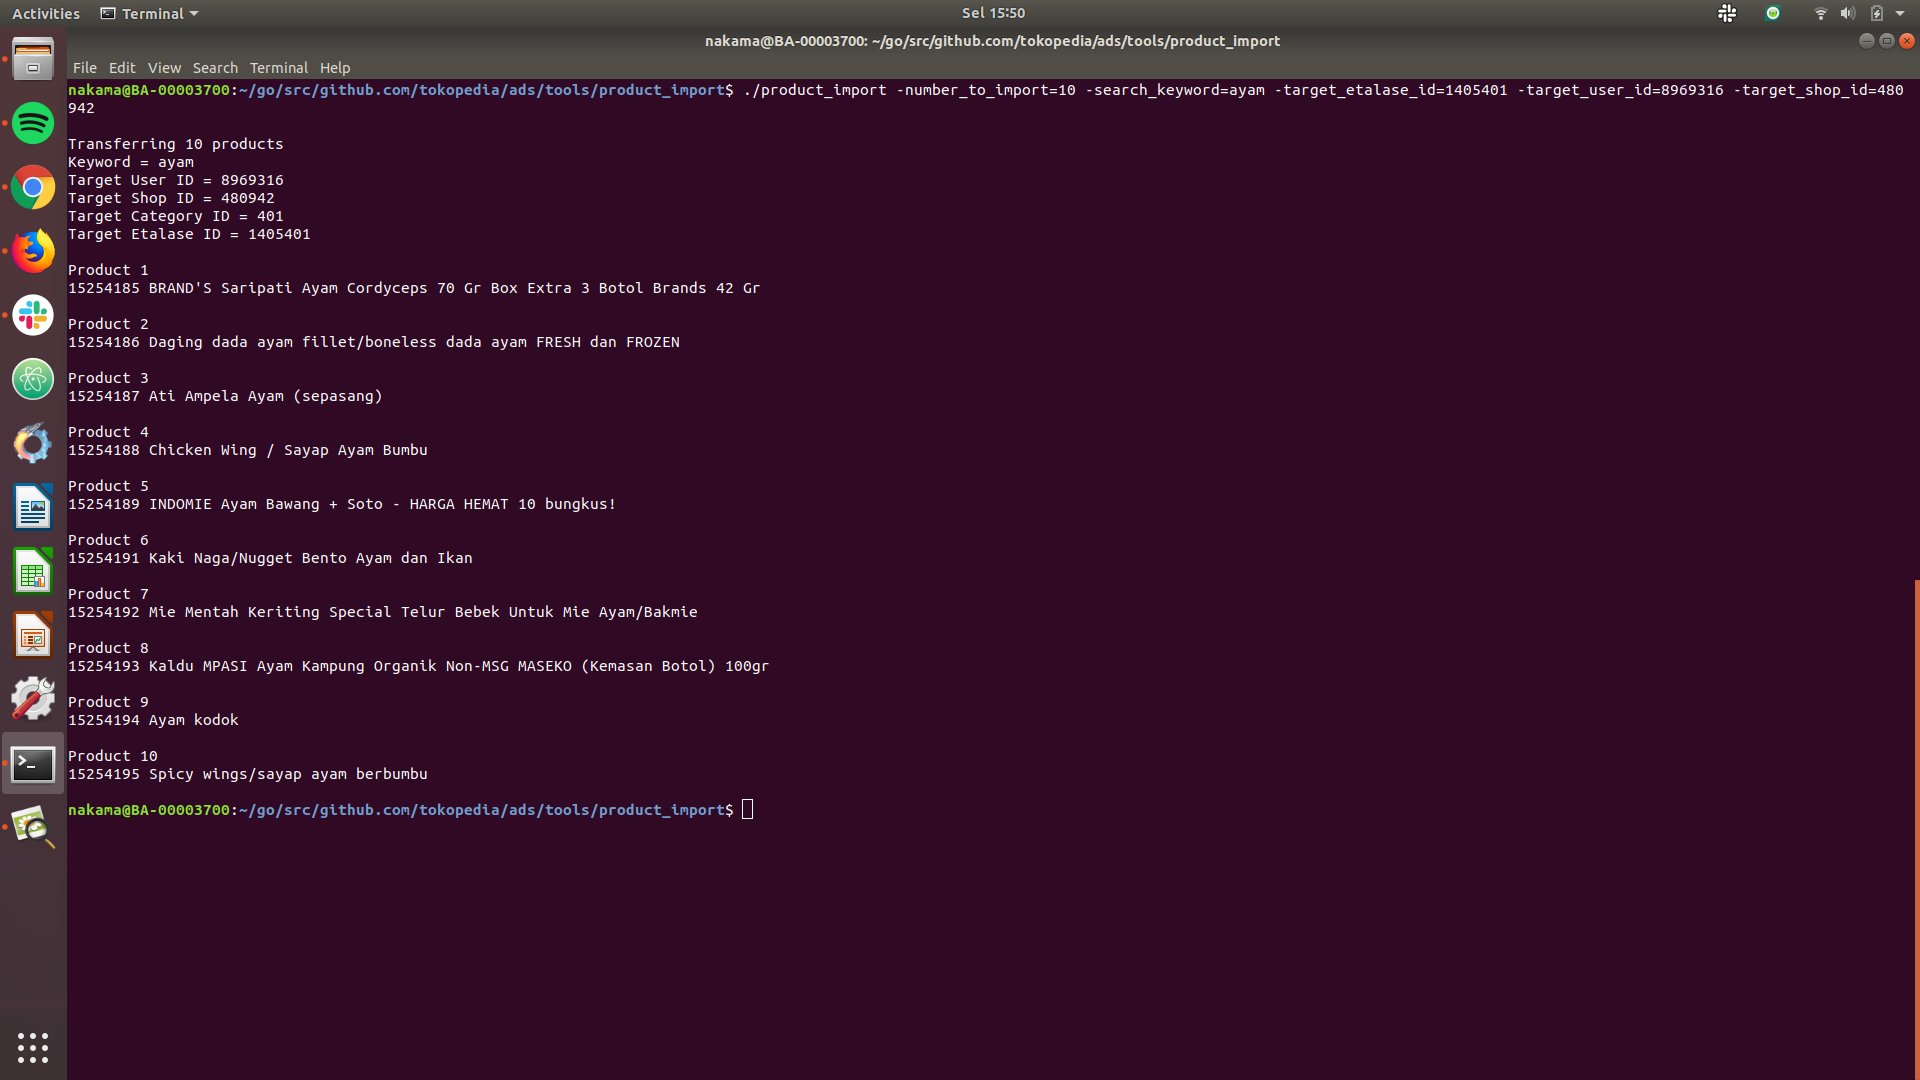 Activities Terminal Sel 15:50
nakama@BA-00003700: ~/go/src/github.com/tokopedia/ads/tools/product_import
File Edit View Search Terminal Help
nakama@BA-00003700:~/go/src/github.com/tokopedia/ads/tools/product_import$ ./product_import -number_to_import=10 -search_keyword=ayam -target_etalase_id=1405401 -target_user_id=8969316 -target_shop_id=480
942
Transferring 10 products
Keyword = ayam
Target User ID = 8969316
Target Shop ID = 480942
Target Category ID = 401
Target Etalase ID = 1405401
Product 1
15254185 BRAND'S Saripati Ayam Cordyceps 70 Gr Box Extra 3 Botol Brands 42 Gr
Product 2
15254186 Daging dada ayam fillet/boneless dada ayam FRESH dan FROZEN
Product 3
15254187 Ati Ampela Ayam (sepasang)
Product 4
15254188 Chicken Wing / Sayap Ayam Bumbu
Product 5
15254189 INDOMIE Ayam Bawang + Soto - HARGA HEMAT 10 bungkus!
Product 6
15254191 Kaki Naga/Nugget Bento Ayam dan Ikan
Product 7
15254192 Mie Mentah Keriting Special Telur Bebek Untuk Mie Ayam/Bakmie
Product 8
15254193 Kaldu MPASI Ayam Kampung Organik Non-MSG MASEKO (Kemasan Botol) 100gr
Product 9
15254194 Ayam kodok
Product 10
15254195 Spicy wings/sayap ayam berbumbu
nakama@BA-00003700:~/go/src/github.com/tokopedia/ads/tools/product_import$